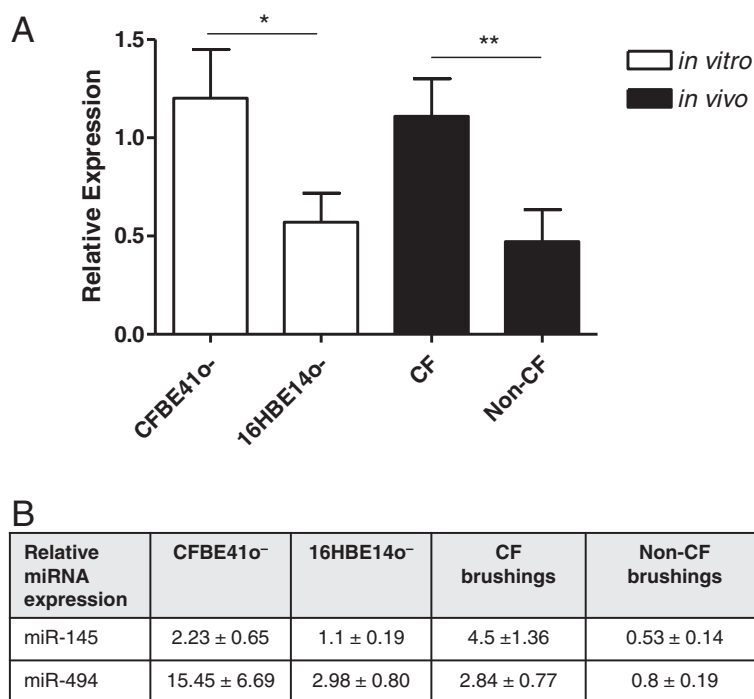 A
*
**
in vitro
in vivo
1.5
1.0
0.5
0.0
Relative Expression
CFBE41o-
16HBE14o-
CF
Non-CF
B
Relative miRNA expression CFBE41o⁻ 16HBE14o⁻ CF brushings Non-CF brushings
miR-145 2.23 ± 0.65 1.1 ± 0.19 4.5 ±1.36 0.53 ± 0.14
miR-494 15.45 ± 6.69 2.98 ± 0.80 2.84 ± 0.77 0.8 ± 0.19